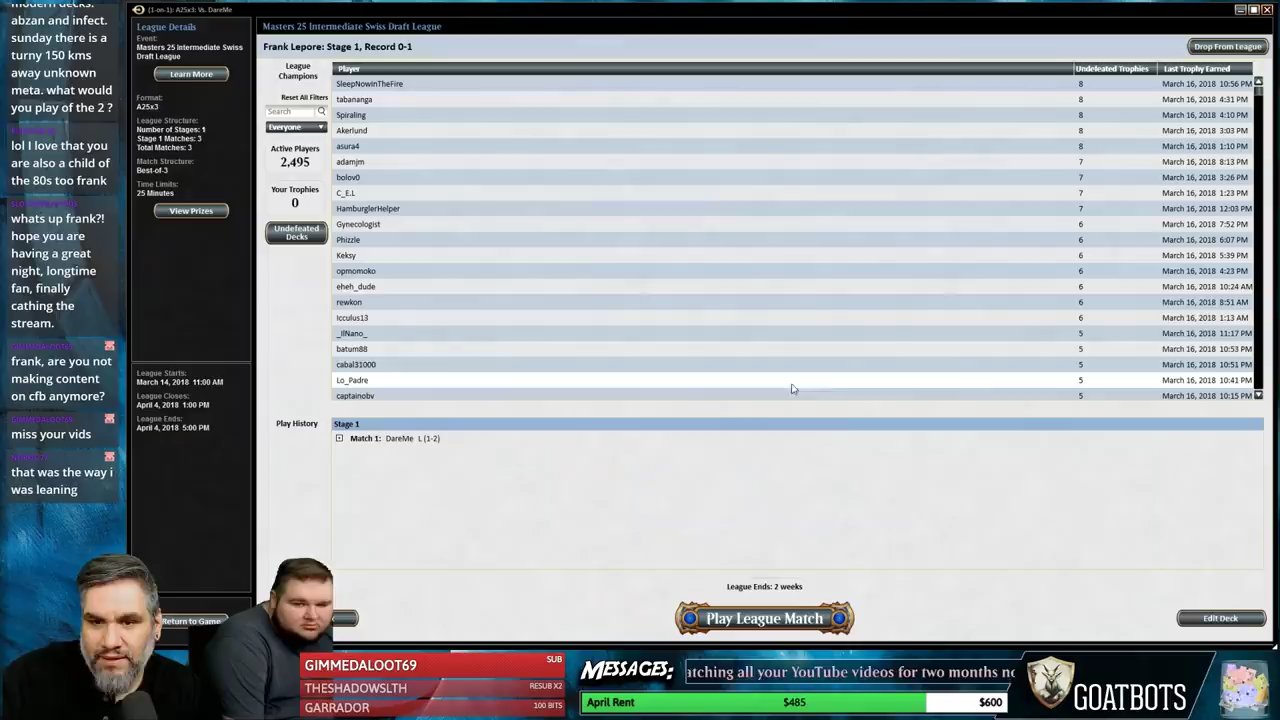 modern decks.
abzan and infect.
sunday there is a
turny 150 kms
away unknown
meta. what would
you play of the 2 ?
lol I love that you
are also a child of
the 80s too frank
whats up frank?!
hope you are
having a great
night, longtime
fan, finally
cathing the
stream.
GIMMEDALOOT69
frank, are you not
making content
on cfb anymore?
GIMMEDALOOT69
miss your vids
that was the way i
was leaning
(1-on-1): A25x3: Vs. DareMe
League Details
Event:
Masters 25 Intermediate Swiss
Draft League
Learn More
Format:
A25x3
League Structure:
Number of Stages: 1
Stage 1 Matches: 3
Total Matches: 3
Match Structure:
Best-of-3
Time Limits:
25 Minutes
View Prizes
League Starts:
March 14, 2018 11:00 AM
League Closes:
April 4, 2018 1:00 PM
League Ends:
April 4, 2018 5:00 PM
Return to Game
Masters 25 Intermediate Swiss Draft League
Frank Lepore: Stage 1, Record 0-1
Drop From League
League
Champions
Reset All Filters
Search
Everyone
Active Players
2,495
Your Trophies
0
Undefeated
Decks
Player Undefeated Trophies Last Trophy Earned
SleepNowInTheFire 8 March 16, 2018 10:56 PM
tabananga 8 March 16, 2018 4:31 PM
Spiraling 8 March 16, 2018 4:10 PM
Akerlund 8 March 16, 2018 3:03 PM
asura4 8 March 16, 2018 1:10 PM
adamjm 7 March 16, 2018 8:13 PM
bolov0 7 March 16, 2018 3:26 PM
C_E.L 7 March 16, 2018 1:23 PM
HamburglerHelper 7 March 16, 2018 12:03 PM
Gynecologist 6 March 16, 2018 7:52 PM
Phizzle 6 March 16, 2018 6:07 PM
Keksy 6 March 16, 2018 5:39 PM
opmomoko 6 March 16, 2018 4:23 PM
eheh_dude 6 March 16, 2018 10:24 AM
rewkon 6 March 16, 2018 8:51 AM
Icculus13 6 March 16, 2018 1:13 AM
_IlNano_ 5 March 16, 2018 11:17 PM
batum88 5 March 16, 2018 10:53 PM
cabal31000 5 March 16, 2018 10:51 PM
Lo_Padre 5 March 16, 2018 10:41 PM
captainobv 5 March 16, 2018 10:15 PM
Play History
Stage 1
Match 1: DareMe L (1-2)
League Ends: 2 weeks
Play League Match
Edit Deck
GIMMEDALOOT69 SUB
THESHADOWSLTH RESUB X2
GARRADOR 100 BITS
MESSAGES:
atching all your YouTube videos for two months no
April Rent $485 $600
GOATBOTS